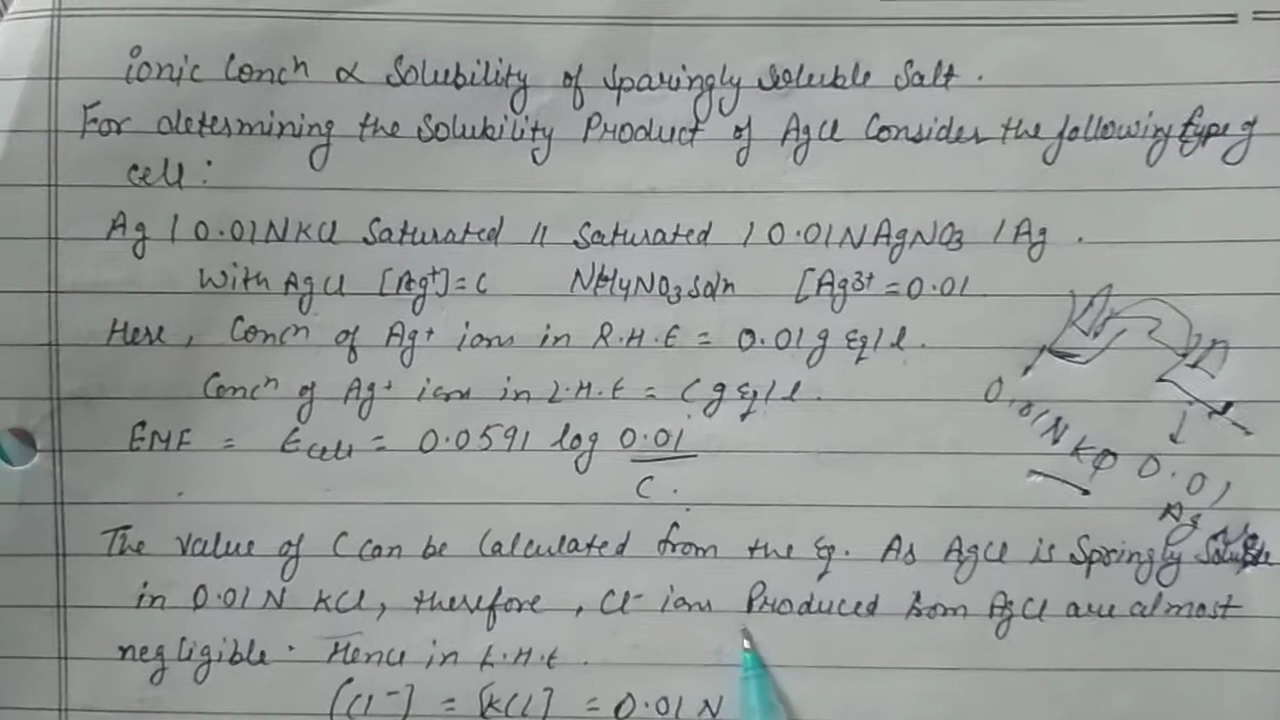 ionic Concn ∝ Solubility of Sparingly Soluble Salt.
For determining the Solubility Product of AgCl Consider the following type of
cell :
Ag | 0.01N KCl Saturated || Saturated | 0.01N AgNO3 | Ag .
With AgCl [Ag+] = C NH4NO3 soln [Ag3+ = 0.01
Here, Concn of Ag+ ions in R.H.E = 0.01 g Eq/l.
Concn of Ag+ ions in L.H.E = C g Eq/l.
EMF = Ecell = 0.0591 log 0.01
C.
0.01N KCl
0.01
Ag
The value of C can be Calculated from the Eq. As AgCl is Springly Soluble
in 0.01 N KCl, therefore, Cl- ions Produced from AgCl are almost
negligible. Hence in L.H.E.
[Cl-] = [KCl] = 0.01 N